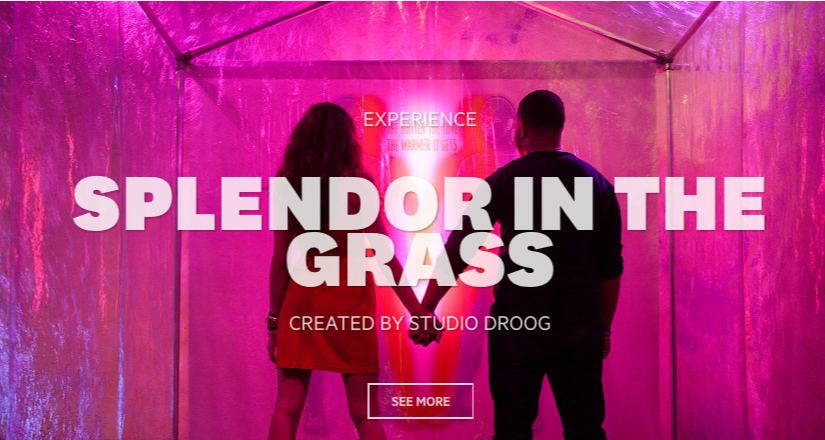 EXPERIENCE
THE WARMER IT GETS
SPLENDOR IN THE
GRASS
CREATED BY STUDIO DROOG
SEE MORE